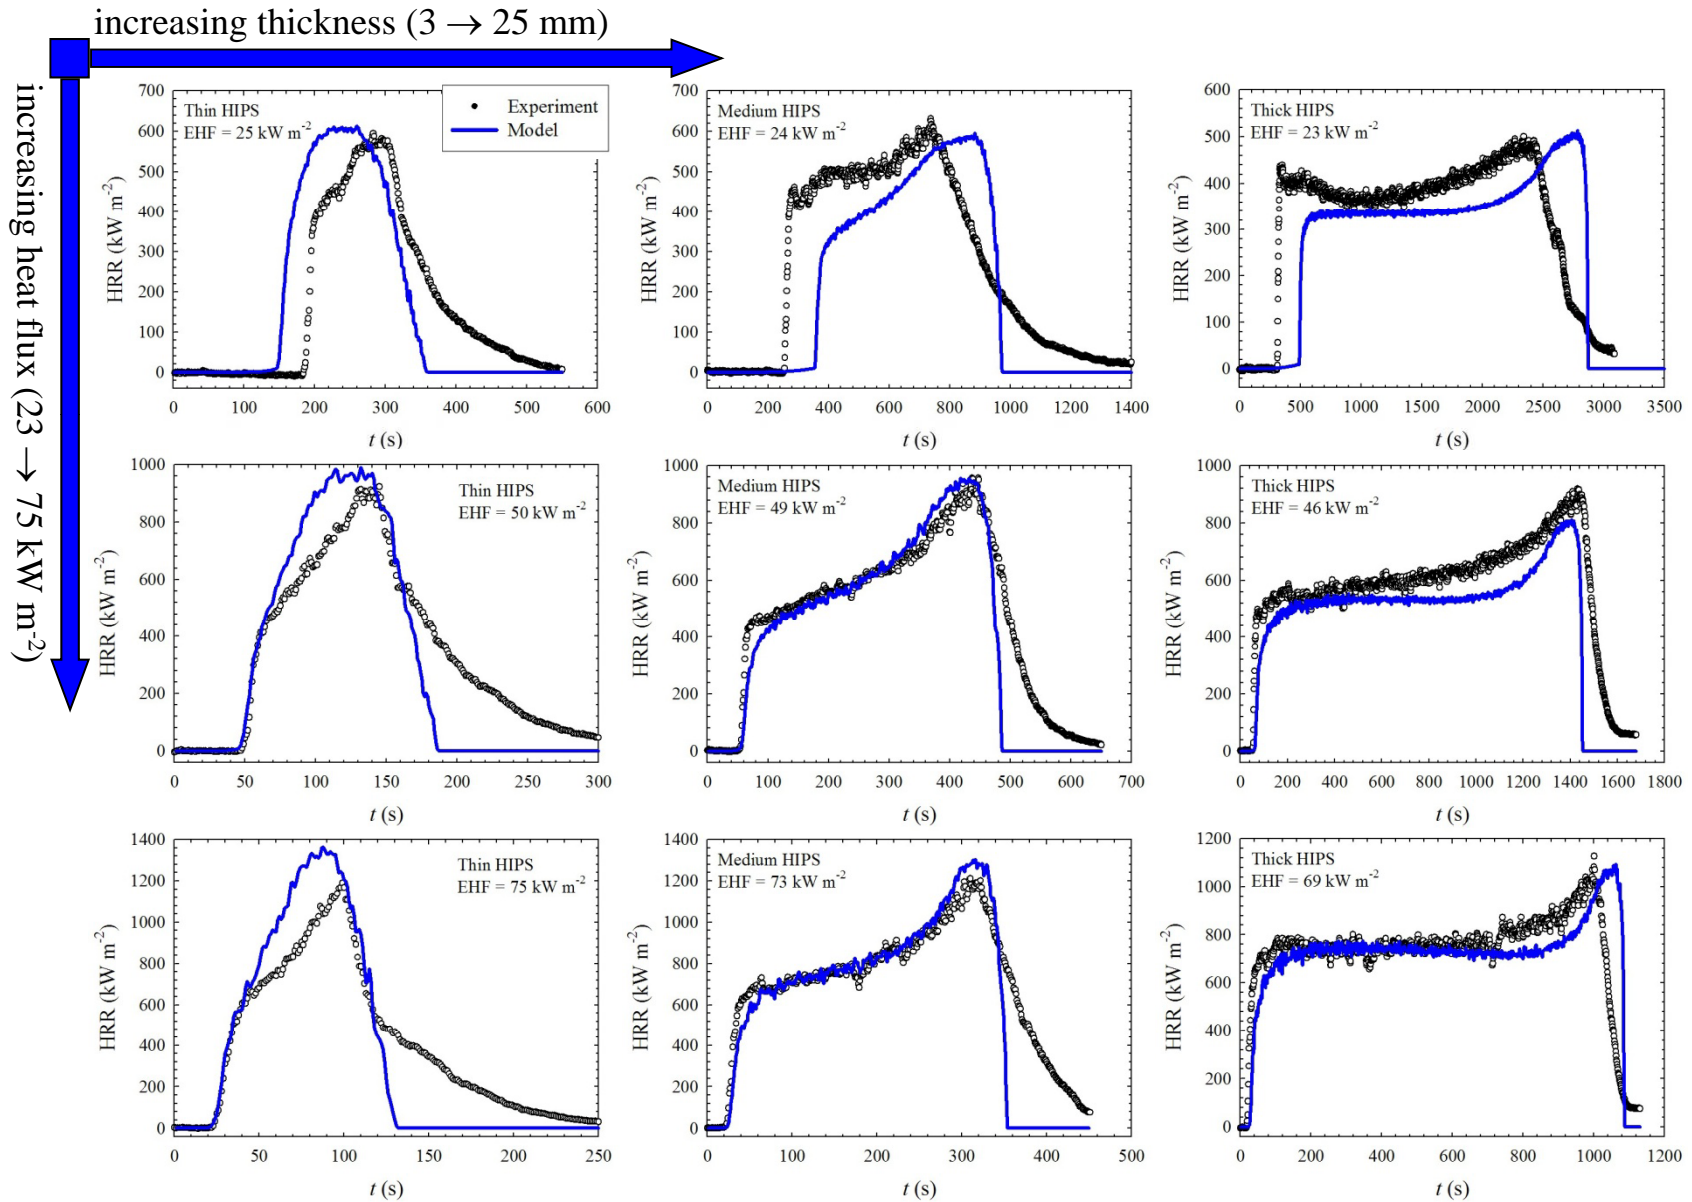 increasing thickness (3 → 25 mm)
increasing heat flux (23 → 75 kW m⁻²)
700
600
500
400
300
200
100
0
HRR (kW m⁻²)
Thin HIPS
EHF = 25 kW m⁻²
Experiment
Model
0 100 200 300 400 500 600
t (s)
700
600
500
400
300
200
100
0
HRR (kW m⁻²)
Medium HIPS
EHF = 24 kW m⁻²
0 200 400 600 800 1000 1200 1400
t (s)
600
500
400
300
200
100
0
HRR (kW m⁻²)
Thick HIPS
EHF = 23 kW m⁻²
0 500 1000 1500 2000 2500 3000 3500
t (s)
1000
800
600
400
200
0
HRR (kW m⁻²)
Thin HIPS
EHF = 50 kW m⁻²
0 50 100 150 200 250 300
t (s)
1000
800
600
400
200
0
HRR (kW m⁻²)
Medium HIPS
EHF = 49 kW m⁻²
0 100 200 300 400 500 600 700
t (s)
1000
800
600
400
200
0
HRR (kW m⁻²)
Thick HIPS
EHF = 46 kW m⁻²
0 200 400 600 800 1000 1200 1400 1600 1800
t (s)
1400
1200
1000
800
600
400
200
0
HRR (kW m⁻²)
Thin HIPS
EHF = 75 kW m⁻²
0 50 100 150 200 250
t (s)
1400
1200
1000
800
600
400
200
0
HRR (kW m⁻²)
Medium HIPS
EHF = 73 kW m⁻²
0 100 200 300 400 500
t (s)
1200
1000
800
600
400
200
0
HRR (kW m⁻²)
Thick HIPS
EHF = 69 kW m⁻²
0 200 400 600 800 1000 1200
t (s)